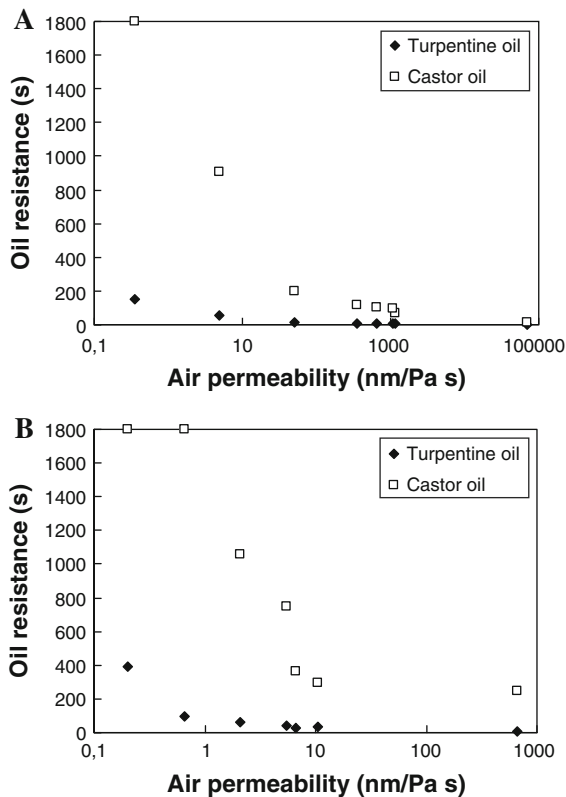 A
1800
1600
1400
1200
1000
800
600
400
200
0
Oil resistance (s)
Turpentine oil
Castor oil
0,1 10 1000 100000
Air permeability (nm/Pa s)
B
1800
1600
1400
1200
1000
800
600
400
200
0
Oil resistance (s)
Turpentine oil
Castor oil
0,1 1 10 100 1000
Air permeability (nm/Pa s)